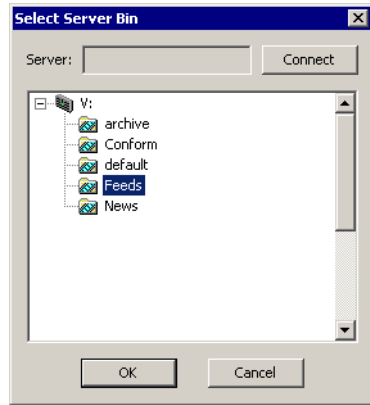 Select Server Bin
Server: Connect
V:
archive
Conform
default
Feeds
News
OK Cancel